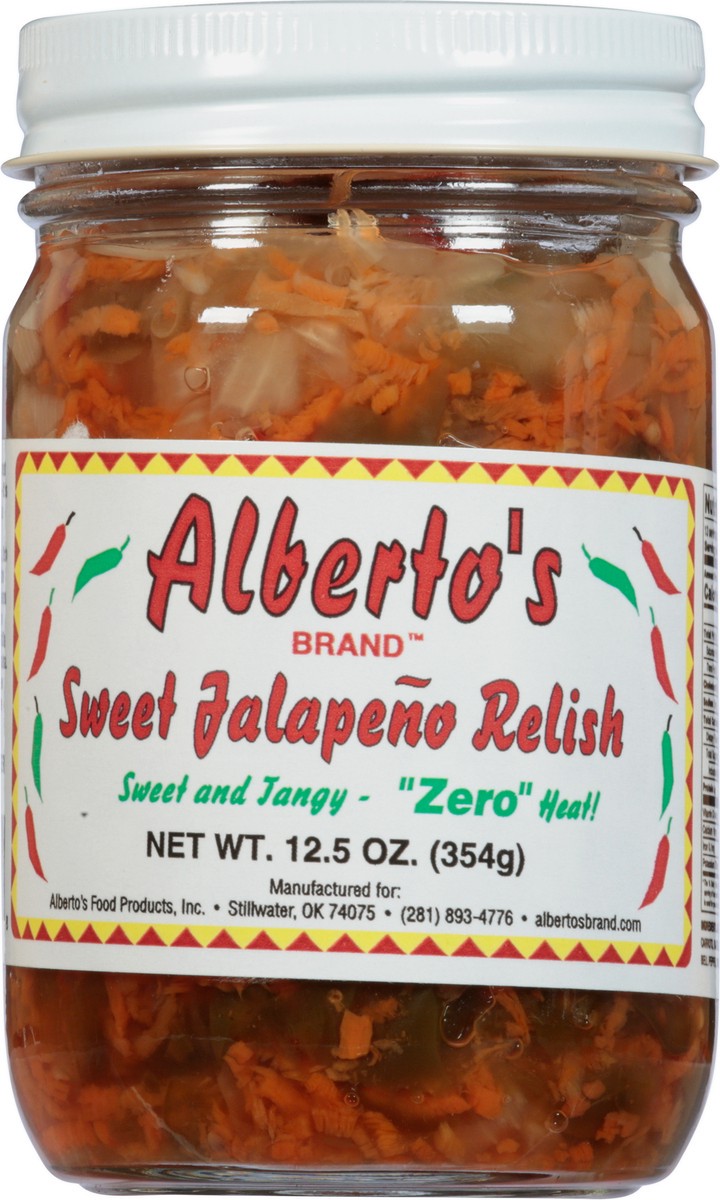 Alberto's
BRAND™
Sweet Jalapeño Relish
Sweet and Tangy - "Zero" Heat!
NET WT. 12.5 OZ. (354g)
Manufactured for:
Alberto's Food Products, Inc. • Stillwater, OK 74075 • (281) 893-4776 • albertosbrand.com